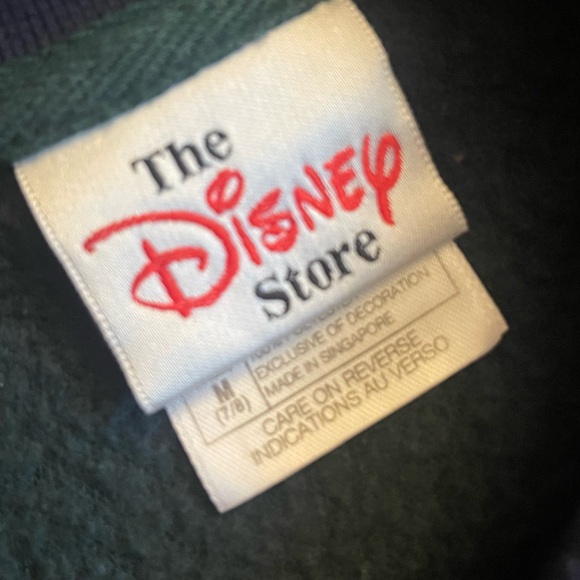 The
Disney
Store
M
(7/8)
EXCLUSIVE OF DECORATION
MADE IN SINGAPORE
CARE ON REVERSE
INDICATIONS AU VERSO